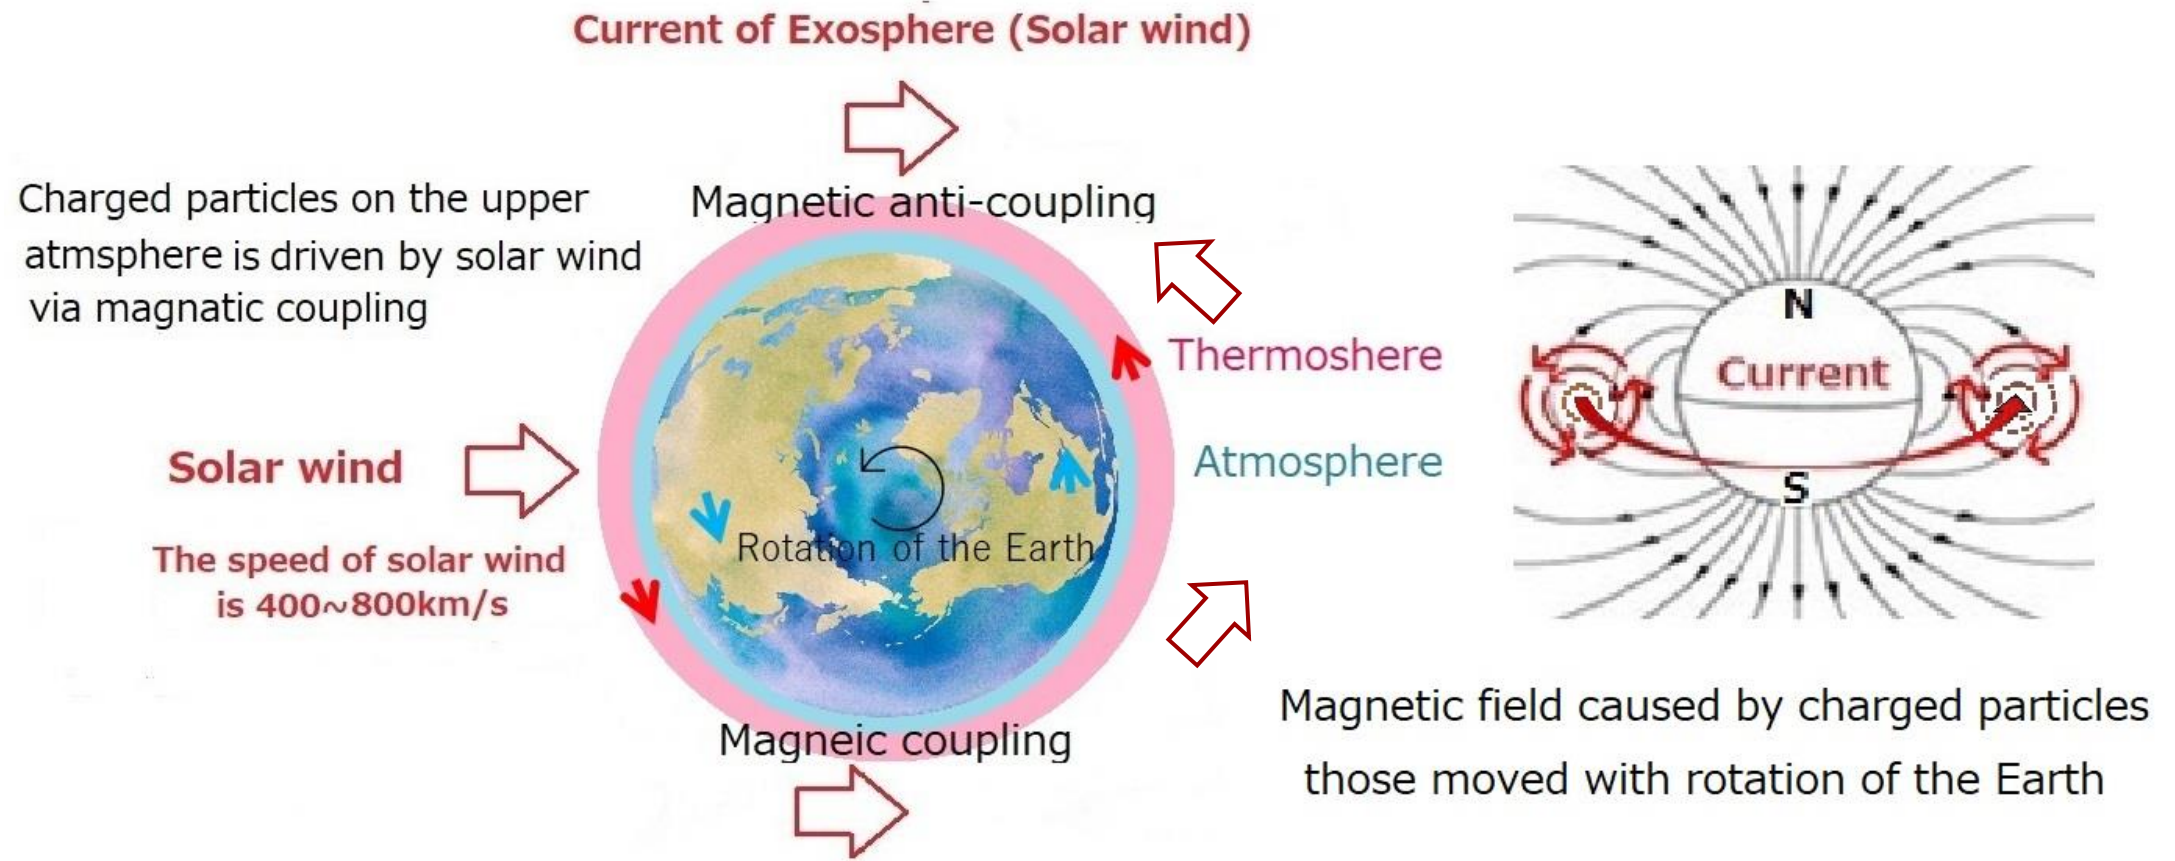 Current of Exosphere (Solar wind)
Charged particles on the upper
atmsphere is driven by solar wind
via magnatic coupling
Magnetic anti-coupling
Thermoshere
Atmosphere
Solar wind
The speed of solar wind
is 400~800km/s
Rotation of the Earth
Magneic coupling
N
Current
S
Magnetic field caused by charged particles
those moved with rotation of the Earth